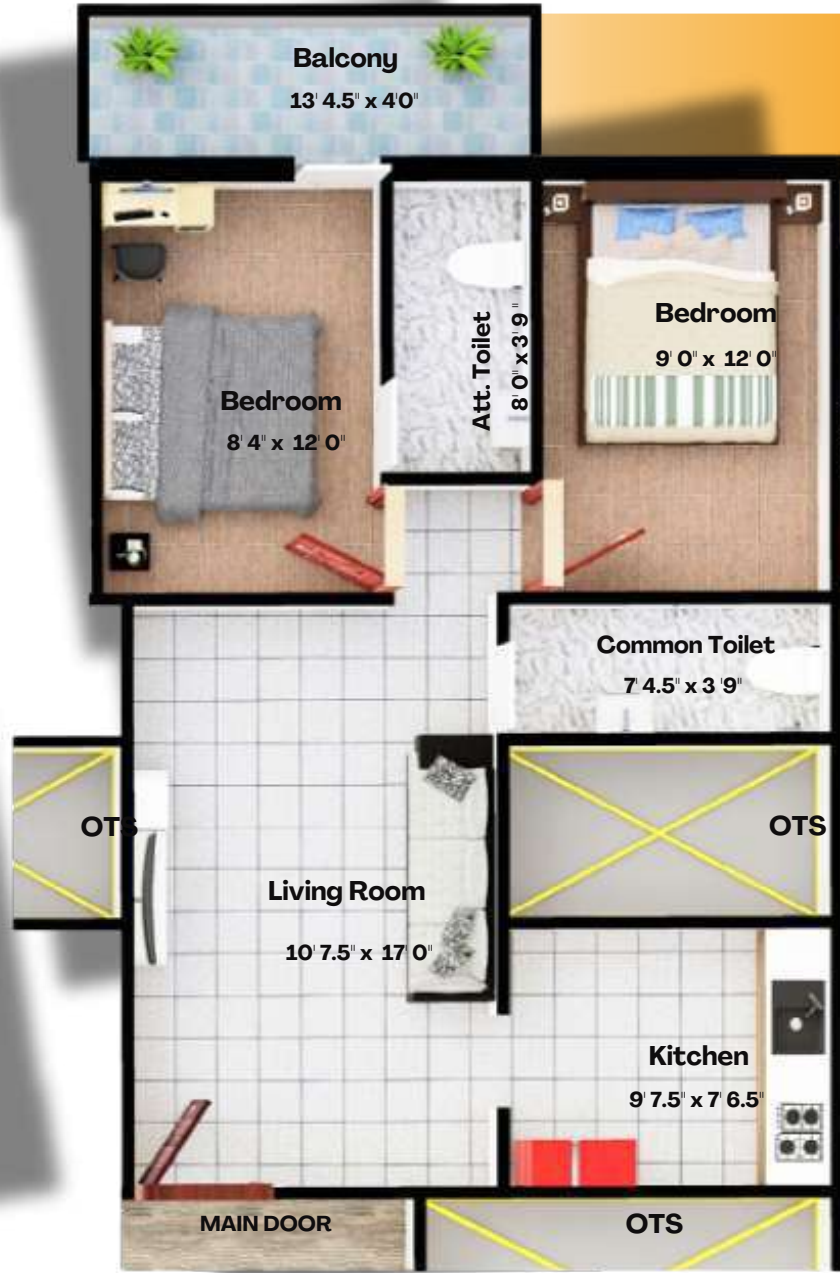 Balcony
13' 4.5" x 4'0"
Att. Toilet
8' 0" x 3' 9"
Bedroom
9' 0" x 12' 0"
Bedroom
8' 4" x 12' 0"
Common Toilet
7' 4.5" x 3 '9"
OTS
OTS
Living Room
10' 7.5" x 17' 0"
Kitchen
9' 7.5" x 7' 6.5"
MAIN DOOR
OTS